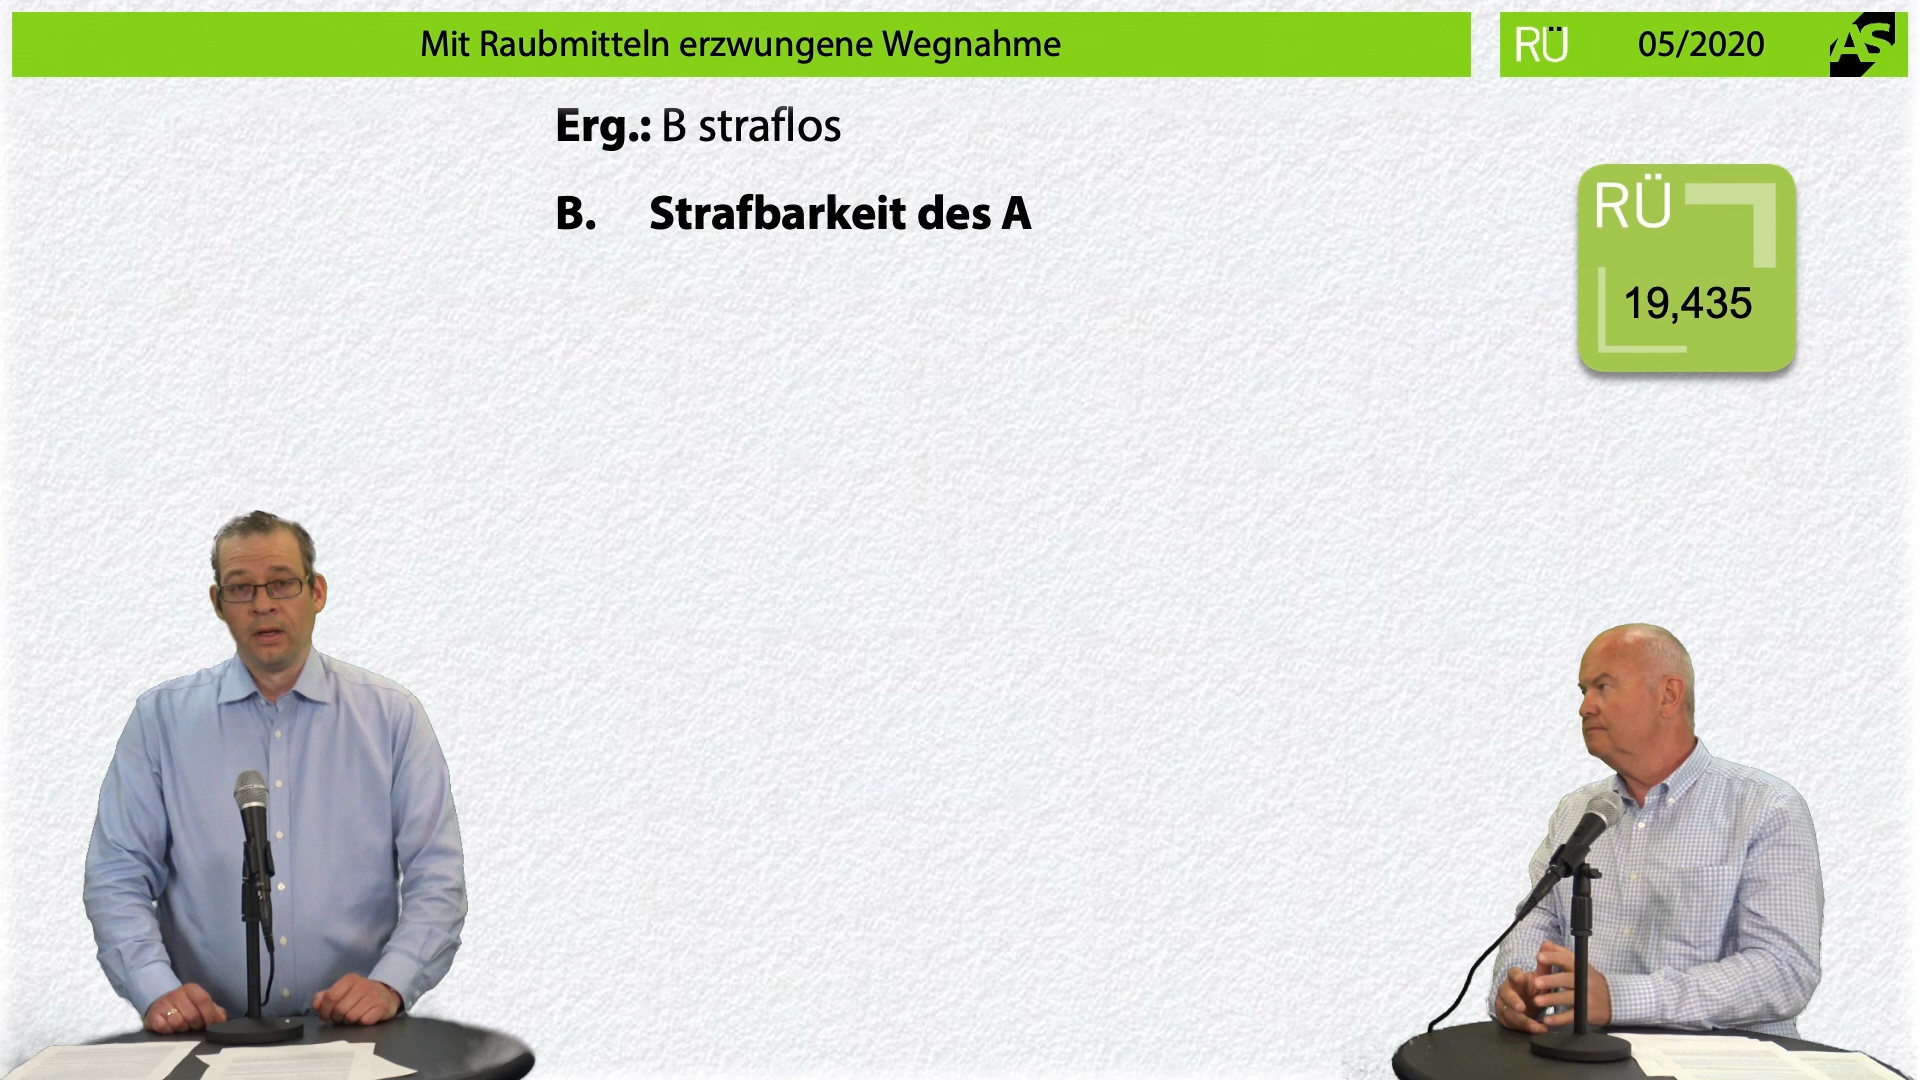 Mit Raubmitteln erzwungene Wegnahme
RÜ 05/2020 AS
Erg.: B straflos
B. Strafbarkeit des A
RÜ
19,435